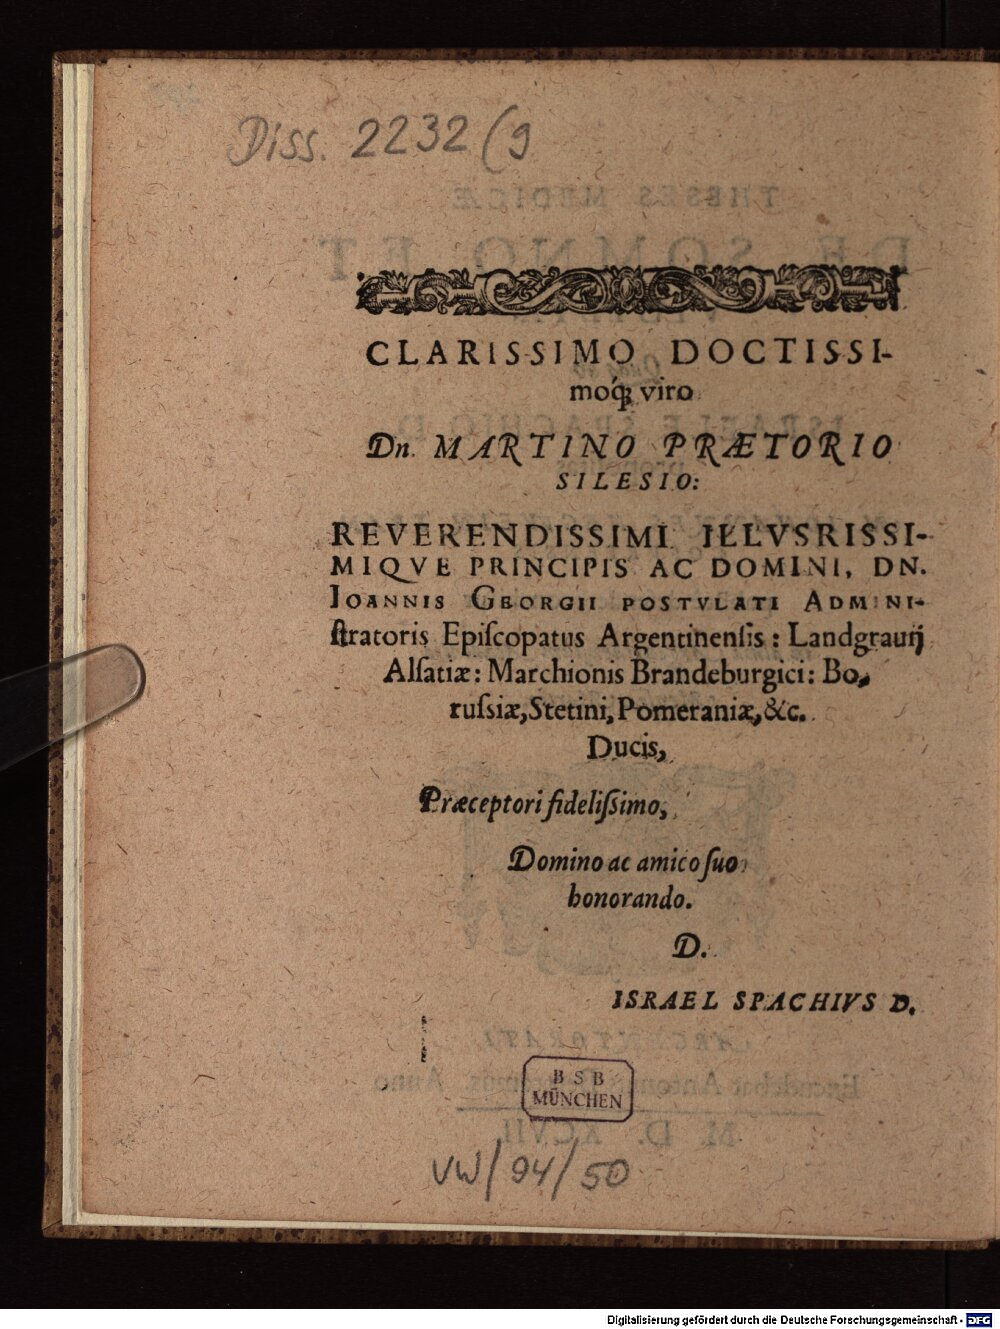 Diss. 2232 (9
CLARISSIMO DOCTISSI-
moq́; viro
Dn. MARTINO PRÆTORIO
SILESIO:
REVERENDISSIMI ILLVSRISSI-
MIQVE PRINCIPIS AC DOMINI, DN.
IOANNIS GEORGII POSTVLATI ADMINI-
ſtratoris Epiſcopatus Argentinenſis: Landgrauij
Alſatiæ: Marchionis Brandeburgici: Bo,
ruſsiæ, Stetini, Pomeraniæ, &c.
Ducis,
Præceptori fideliſsimo,
Domino ac amico ſuo
honorando.
D.
ISRAEL SPACHIVS D.
BSB
MÜNCHEN
VW/94/50
Digitalisierung gefördert durch die Deutsche Forschungsgemeinschaft - DFG